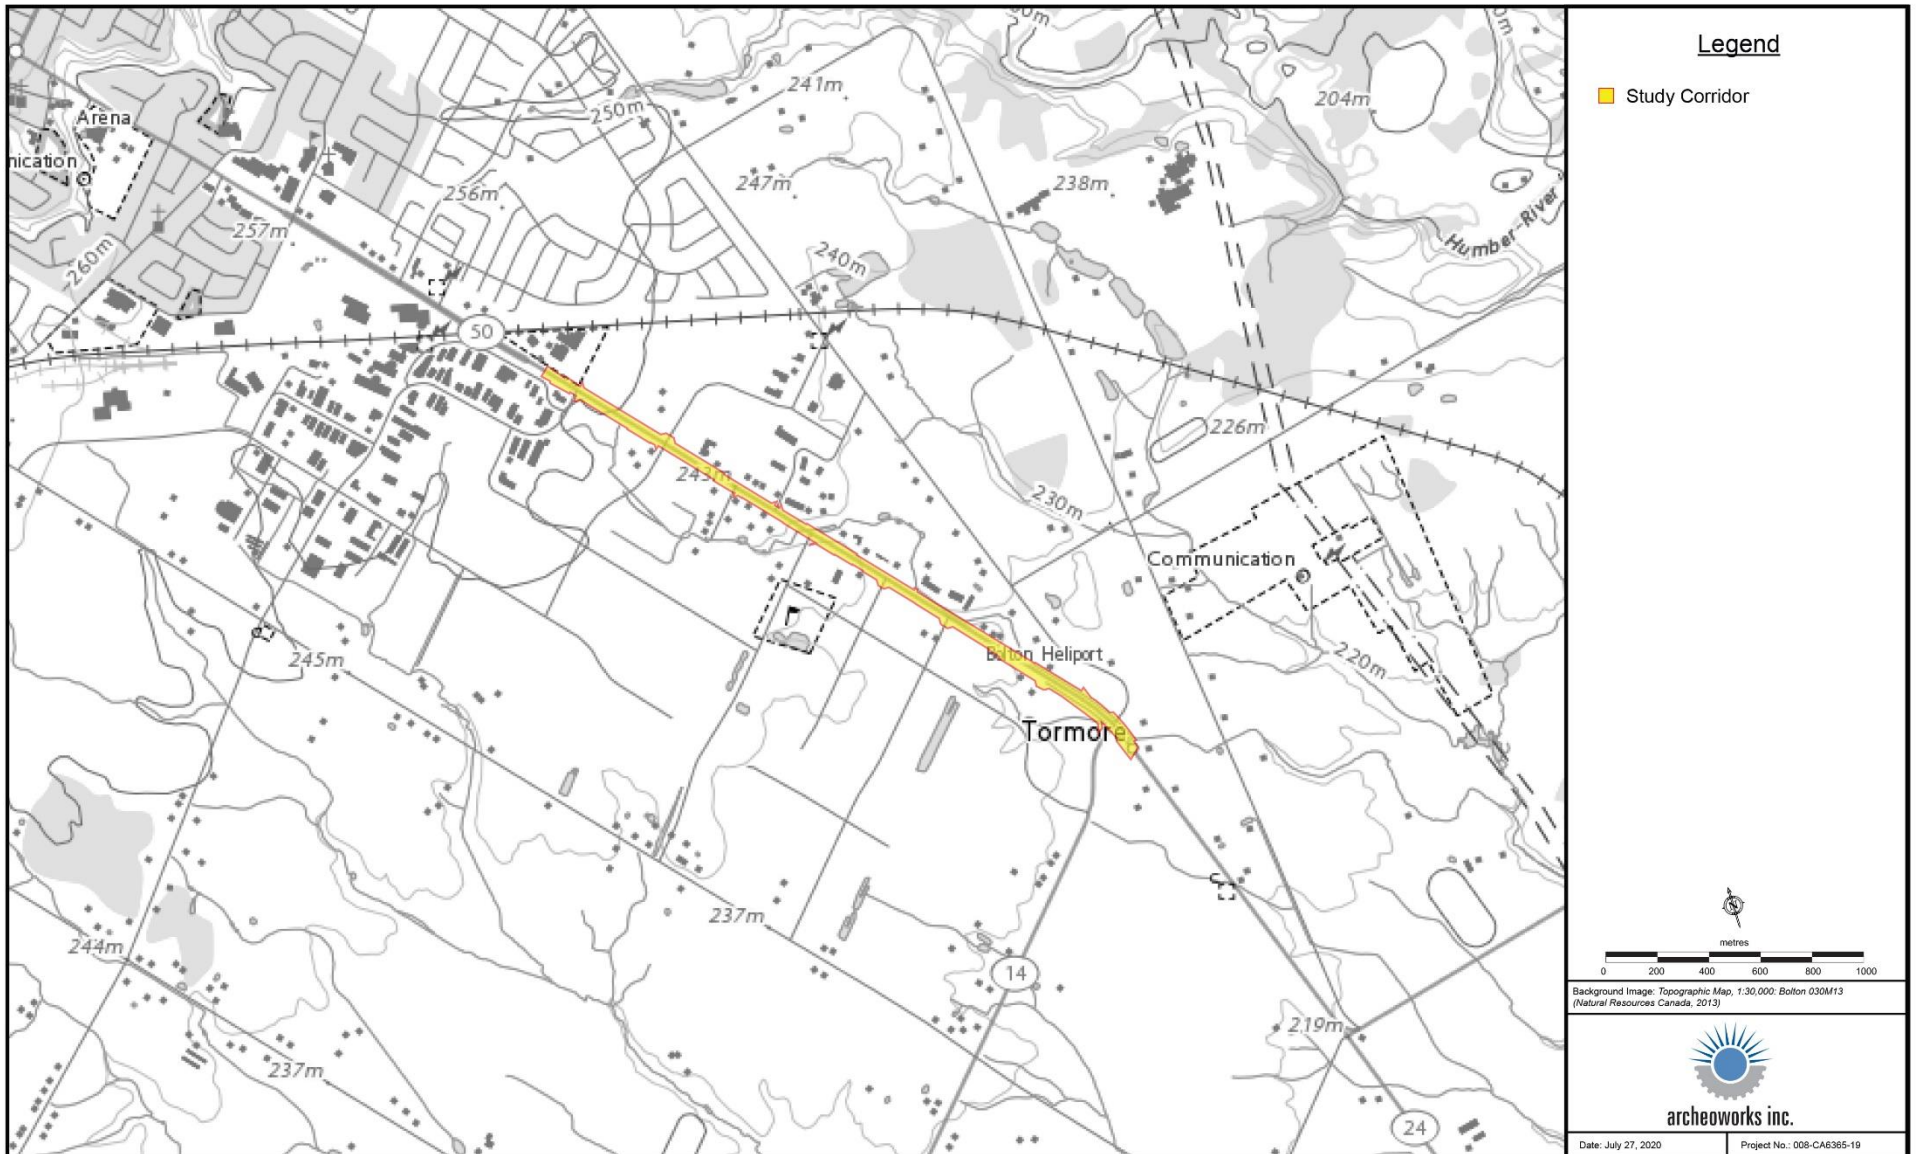 Arena
nication
250m
241m
204m
256m
247m
238m
257m
260m
240m
Humber River
50
243m
226m
230m
Communication
245m
Bolton Heliport
220m
Tormore
237m
244m
14
219m
237m
24
Legend
Study Corridor
N
metres
0 200 400 600 800 1000
Background Image: Topographic Map, 1:30,000: Bolton 030M13
(Natural Resources Canada, 2013)
archeoworks inc.
Date: July 27, 2020
Project No.: 008-CA6365-19